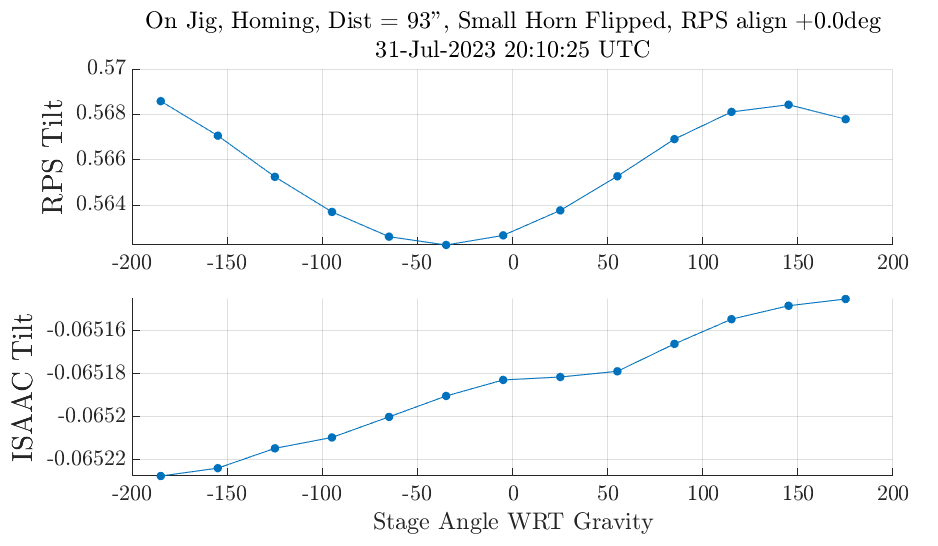 On Jig, Homing, Dist = 93”, Small Horn Flipped, RPS align +0.0deg
31-Jul-2023 20:10:25 UTC
RPS Tilt
0.57
0.568
0.566
0.564
-200 -150 -100 -50 0 50 100 150 200
ISAAC Tilt
-0.06516
-0.06518
-0.0652
-0.06522
-200 -150 -100 -50 0 50 100 150 200
Stage Angle WRT Gravity